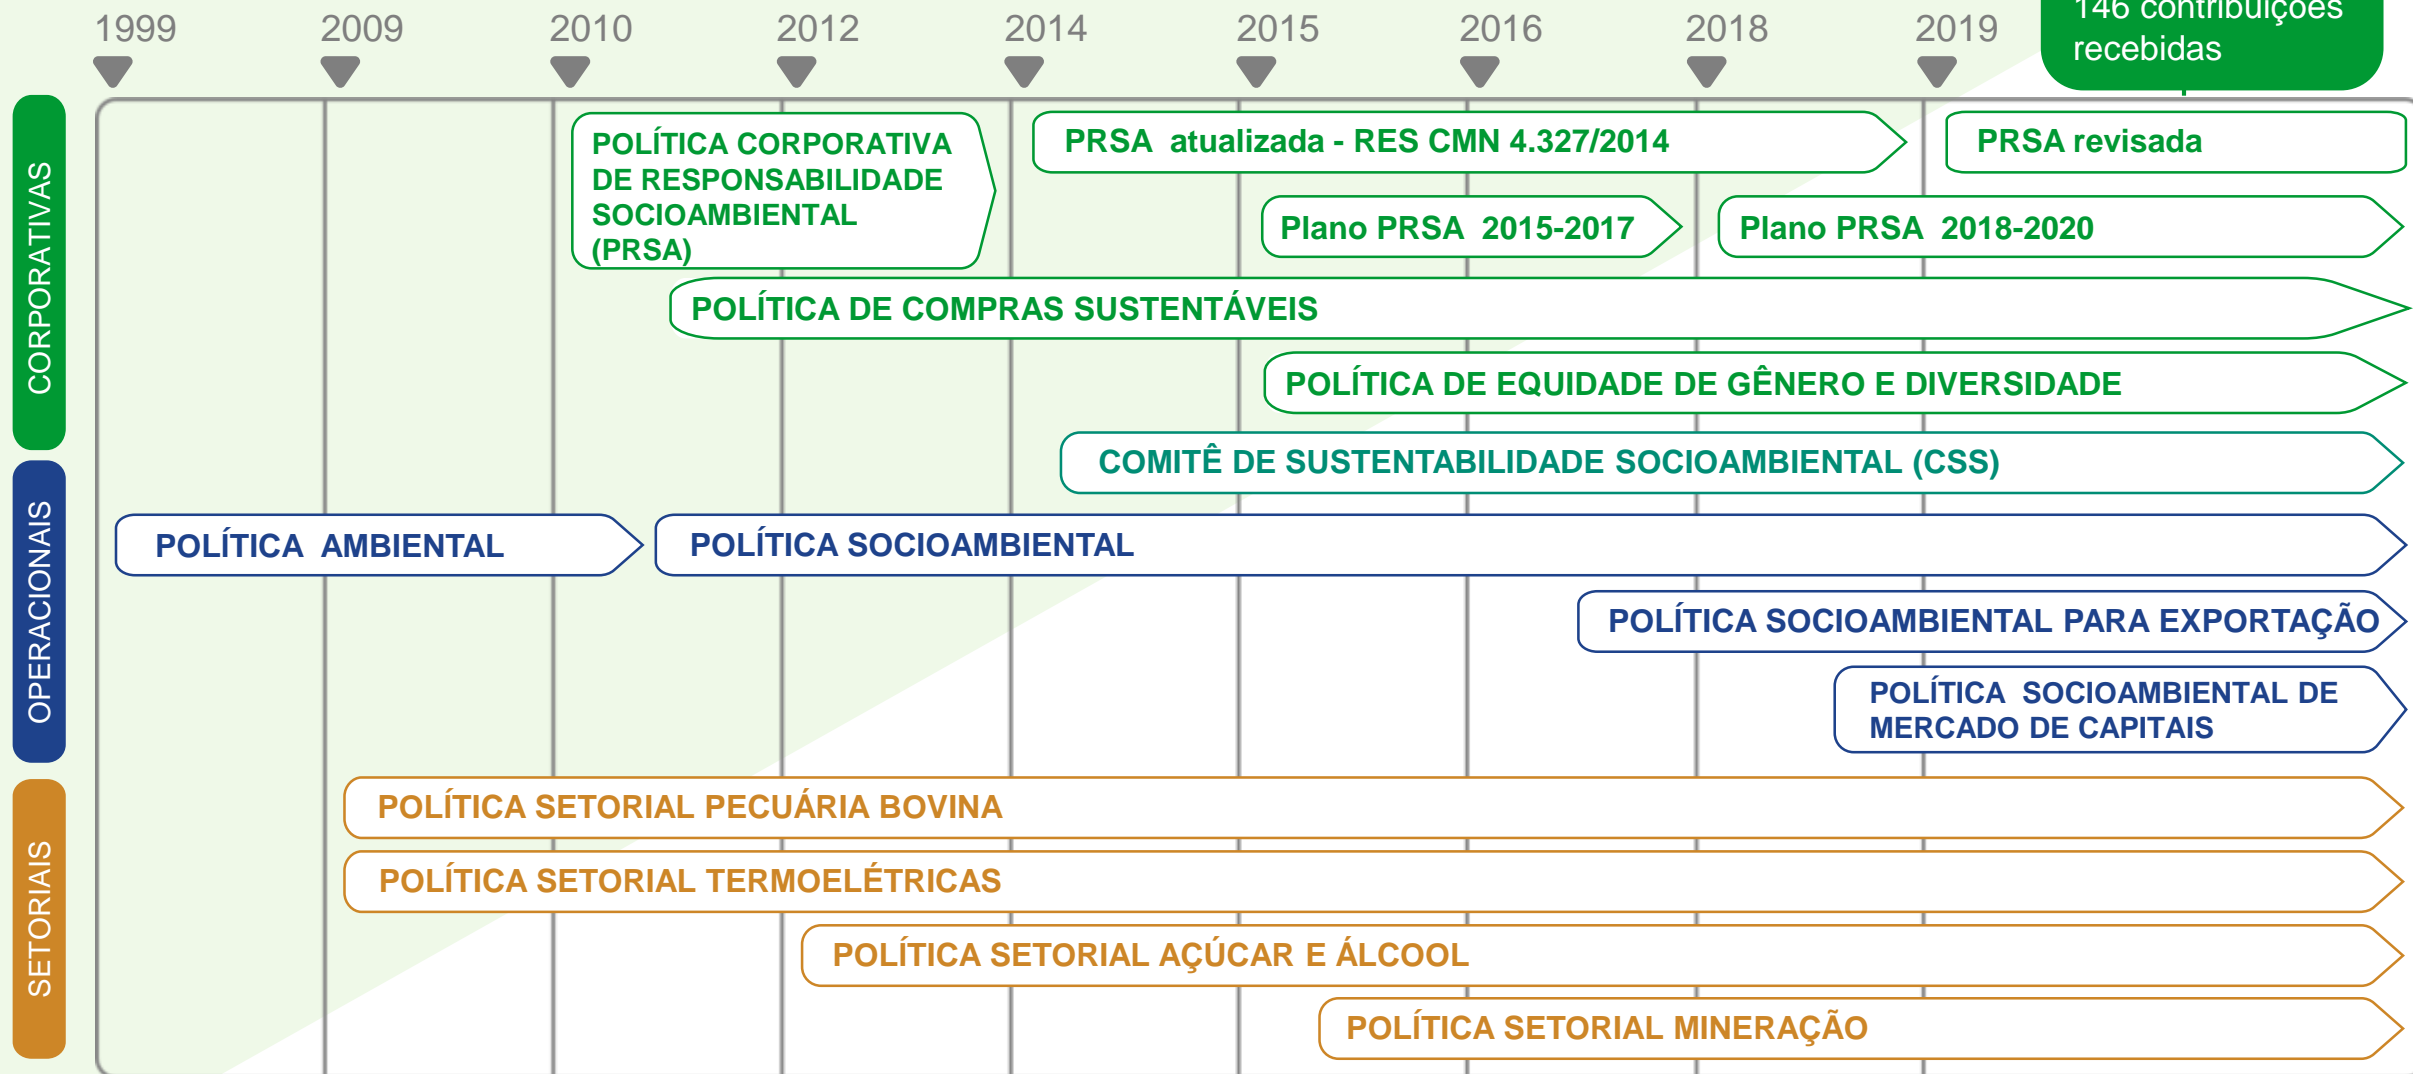 1999 2009 2010 2012 2014 2015 2016 2018 2019
146 contribuições
recebidas
CORPORATIVAS
POLÍTICA CORPORATIVA
DE RESPONSABILIDADE
SOCIOAMBIENTAL
(PRSA)
PRSA atualizada - RES CMN 4.327/2014
PRSA revisada
Plano PRSA 2015-2017
Plano PRSA 2018-2020
POLÍTICA DE COMPRAS SUSTENTÁVEIS
POLÍTICA DE EQUIDADE DE GÊNERO E DIVERSIDADE
COMITÊ DE SUSTENTABILIDADE SOCIOAMBIENTAL (CSS)
OPERACIONAIS
POLÍTICA AMBIENTAL
POLÍTICA SOCIOAMBIENTAL
POLÍTICA SOCIOAMBIENTAL PARA EXPORTAÇÃO
POLÍTICA SOCIOAMBIENTAL DE
MERCADO DE CAPITAIS
SETORIAIS
POLÍTICA SETORIAL PECUÁRIA BOVINA
POLÍTICA SETORIAL TERMOELÉTRICAS
POLÍTICA SETORIAL AÇÚCAR E ÁLCOOL
POLÍTICA SETORIAL MINERAÇÃO